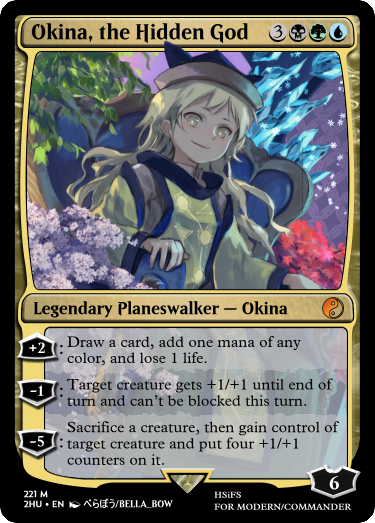 Okina, the Hidden God 3
Legendary Planeswalker — Okina
+2: Draw a card, add one mana of any
color, and lose 1 life.
-1: Target creature gets +1/+1 until end of
turn and can't be blocked this turn.
Sacrifice a creature, then gain control of
-5: target creature and put four +1/+1
counters on it.
6
221 M
2HU • EN べらぼう/BELLA_BOW
HSiFS
FOR MODERN/COMMANDER